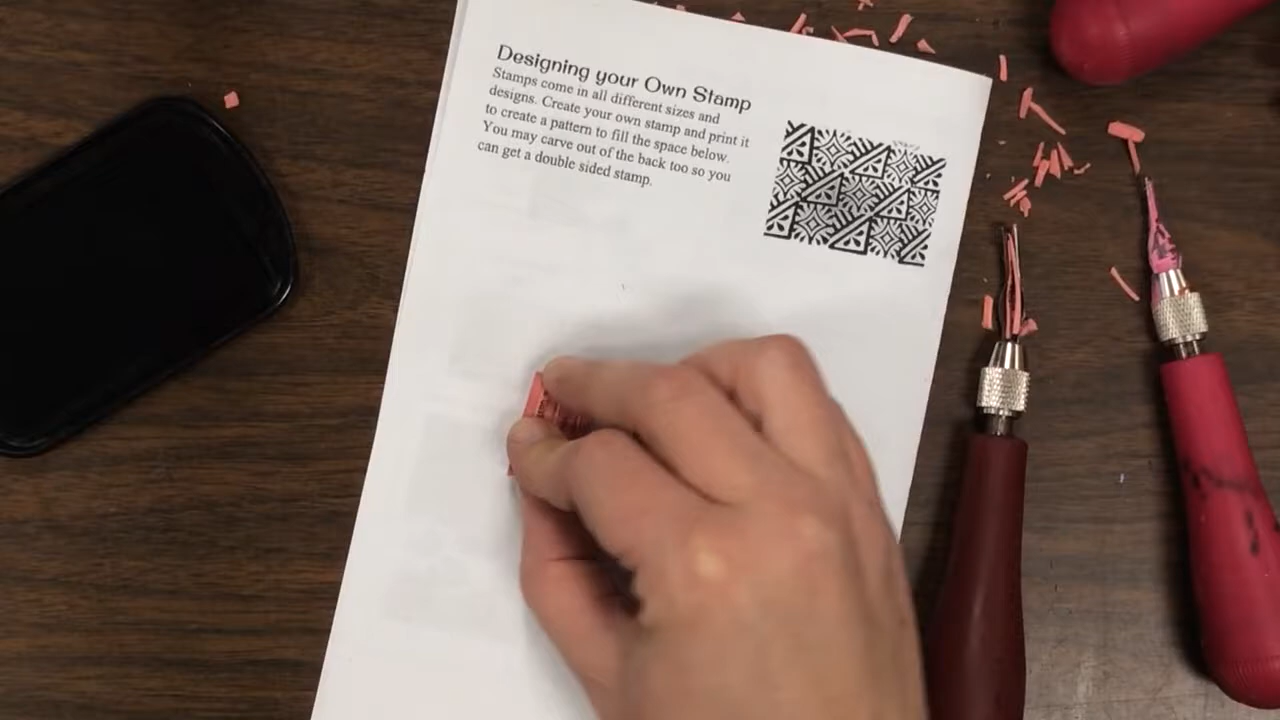 Designing your Own Stamp
Stamps come in all different sizes and
designs. Create your own stamp and print it
to create a pattern to fill the space below.
You may carve out of the back too so you
can get a double sided stamp.